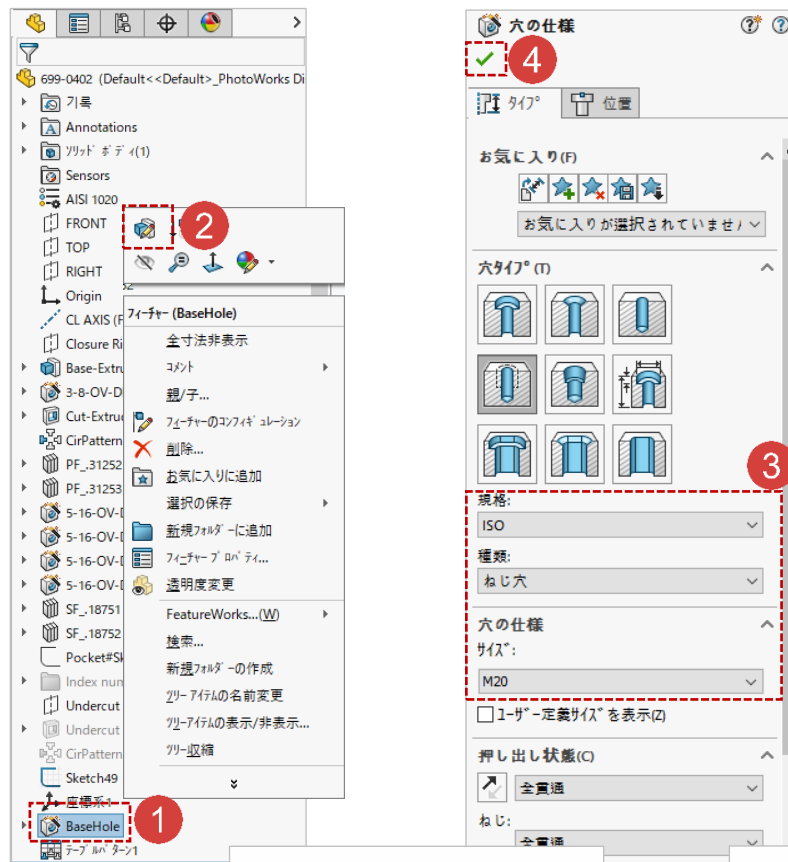 699-0402 (Default<<Default>_PhotoWorks Di
기록
Annotations
ソリッド ボディ(1)
Sensors
AISI 1020
FRONT
TOP
RIGHT
Origin
CL AXIS (F
Closure Ri
Base-Extru
3-8-OV-D
Cut-Extrud
CirPattern
PF_.31252
PF_.31253
5-16-OV-D
5-16-OV-D
5-16-OV-D
5-16-OV-D
SF_.18751
SF_.18752
Pocket#Sk
Index num
Undercut
Undercut
CirPattern
Sketch49
座標系1
BaseHole
テーブルパターン1
1
2
フィーチャー (BaseHole)
全寸法非表示
コメント
親/子...
フィーチャーのコンフィギュレーション
削除...
お気に入りに追加
選択の保存
新規フォルダーに追加
フィーチャー プロパティ...
透明度変更
FeatureWorks...(W)
検索...
新規フォルダーの作成
ツリー アイテムの名前変更
ツリーアイテムの表示/非表示...
ツリー収縮
穴の仕様
4
タイプ
位置
お気に入り(F)
お気に入りが選択されていませ
穴タイプ(T)
3
規格:
ISO
種類:
ねじ穴
穴の仕様
サイズ:
M20
ユーザー定義サイズを表示(Z)
押し出し状態(C)
全貫通
ねじ:
全貫通